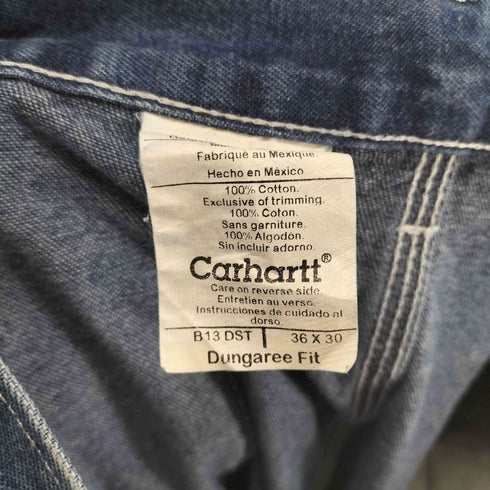 Fabriqué au Mexique
Hecho en México
100% Cotton.
Exclusive of trimming.
100% Coton.
Sans garniture.
100% Algodón.
Sin incluir adorno.
Carhartt®
Care on reverse side.
Entretien au verso.
Instrucciones de cuidado al
dorso.
B13 DST | 36 X 30
Dungaree Fit